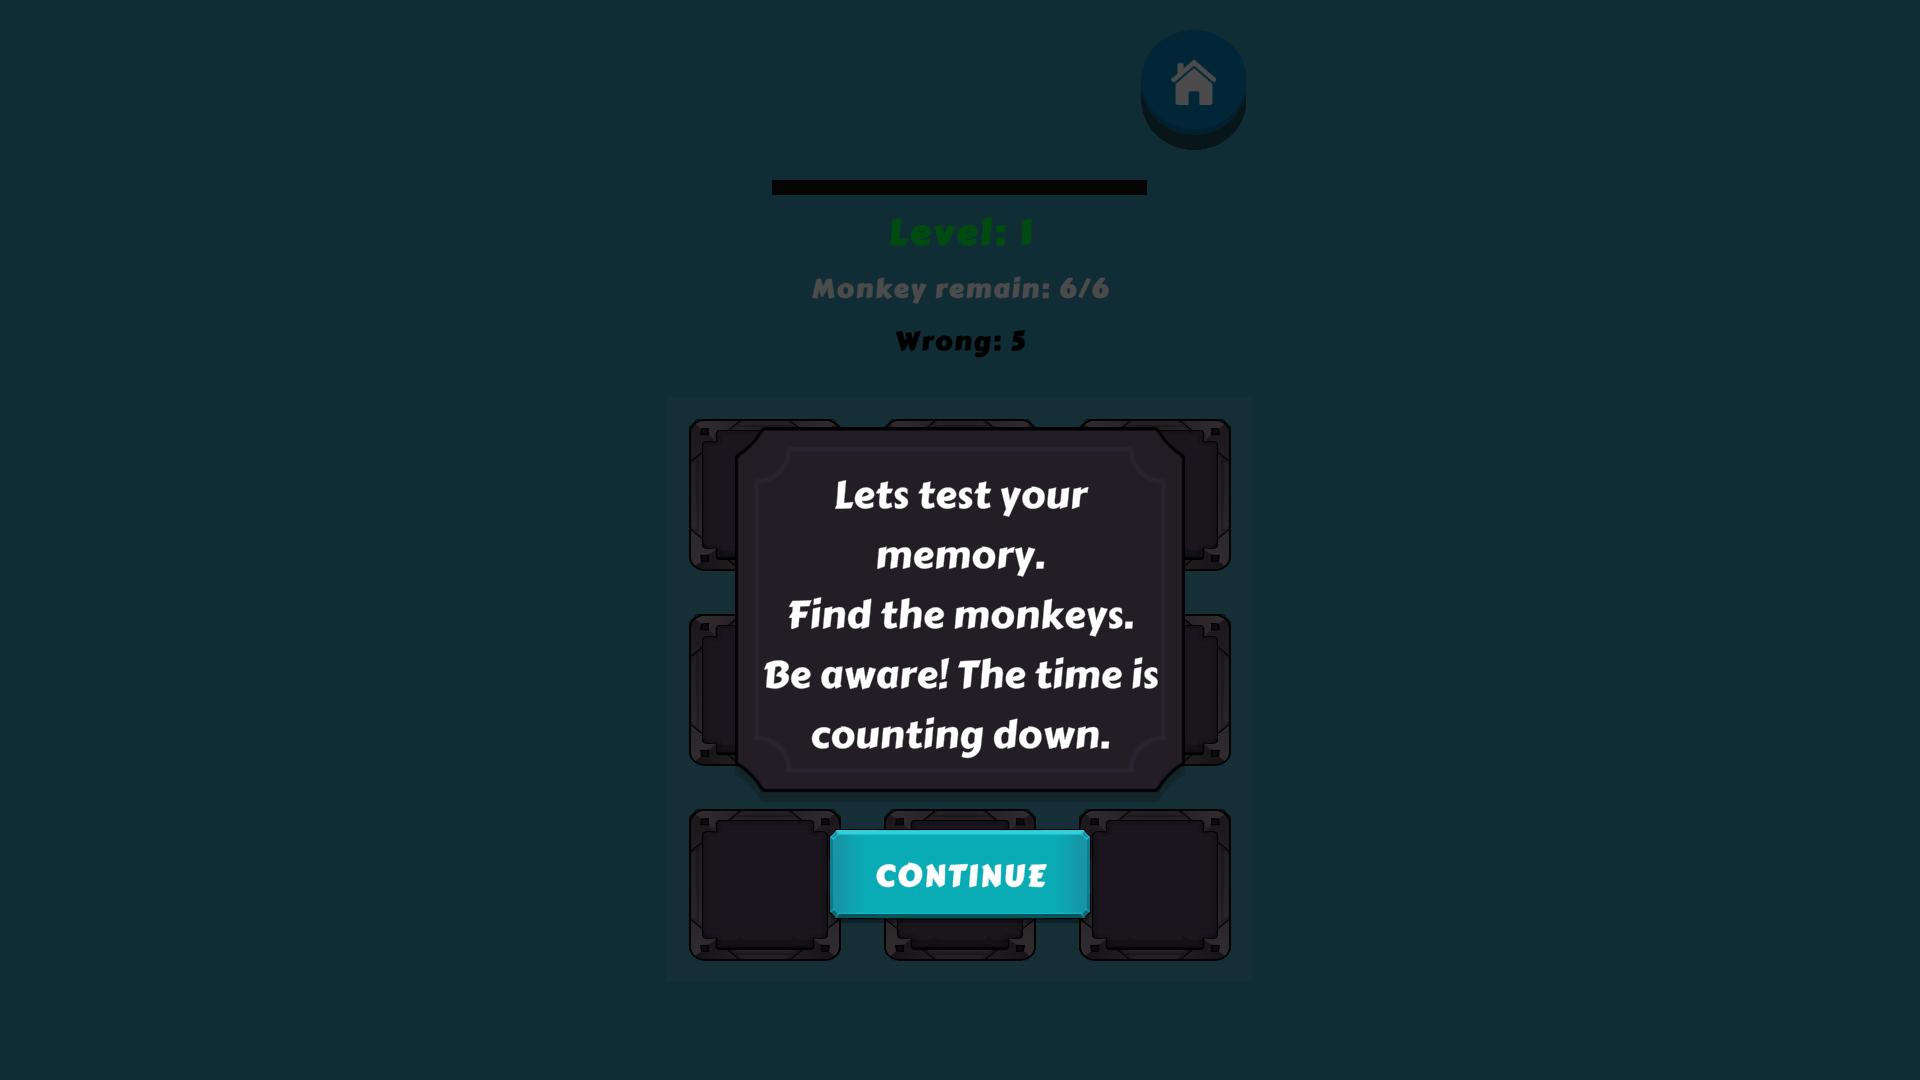 Level: 1
Monkey remain: 6/6
Wrong: 5
Lets test your
memory.
Find the monkeys.
Be aware! The time is
counting down.
CONTINUE